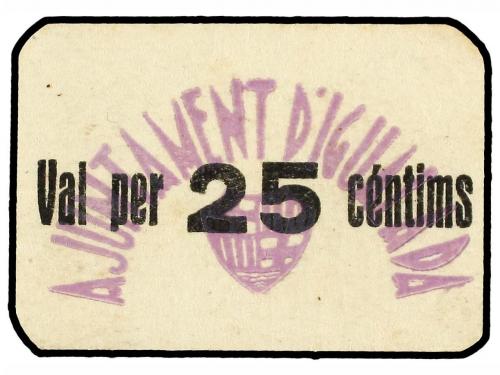 AJUNTAMENT D'IGUALADA
Val per 25 céntims